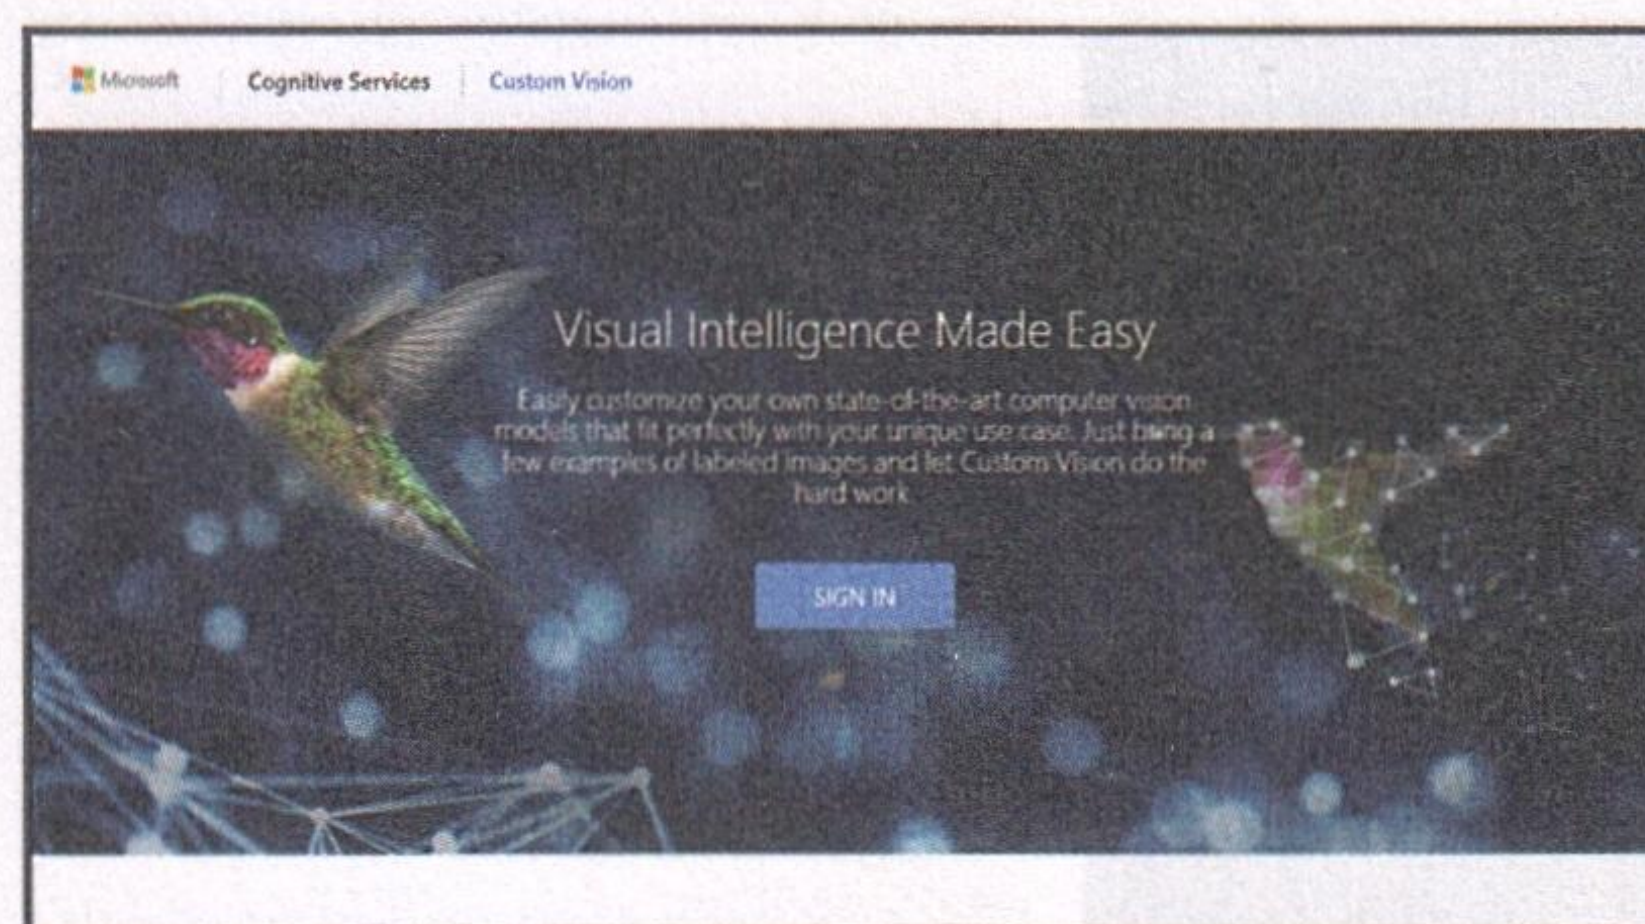 Microsoft
Cognitive Services
Custom Vision
Visual Intelligence Made Easy
Easily customize your own state-of-the-art computer vision
models that fit perfectly with your unique use case. Just bring a
few examples of labeled images and let Custom Vision do the
hard work
SIGN IN